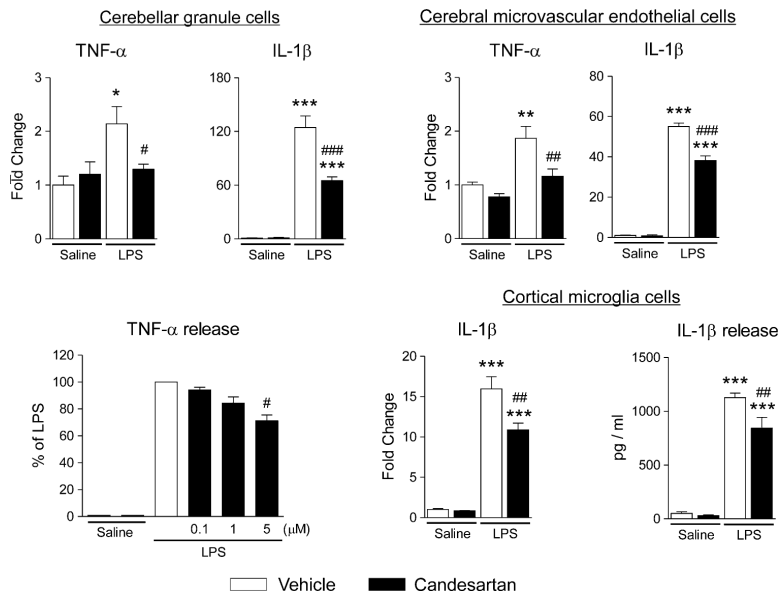 Cerebellar granule cells
TNF-α
IL-1β
Fold Change
3
2
1
0
*
#
Saline
LPS
120
60
0
***
###
***
Saline
LPS
Cerebral microvascular endothelial cells
TNF-α
IL-1β
Fold Change
3
2
1
0
**
##
Saline
LPS
80
60
40
20
0
***
###
***
Saline
LPS
TNF-α release
% of LPS
120
100
80
60
40
20
0
#
Saline
0.1
1
5
(μM)
LPS
Cortical microglia cells
IL-1β
Fold Change
20
15
10
5
0
***
##
***
Saline
LPS
IL-1β release
pg / ml
1500
1000
500
0
***
##
***
Saline
LPS
Vehicle
Candesartan